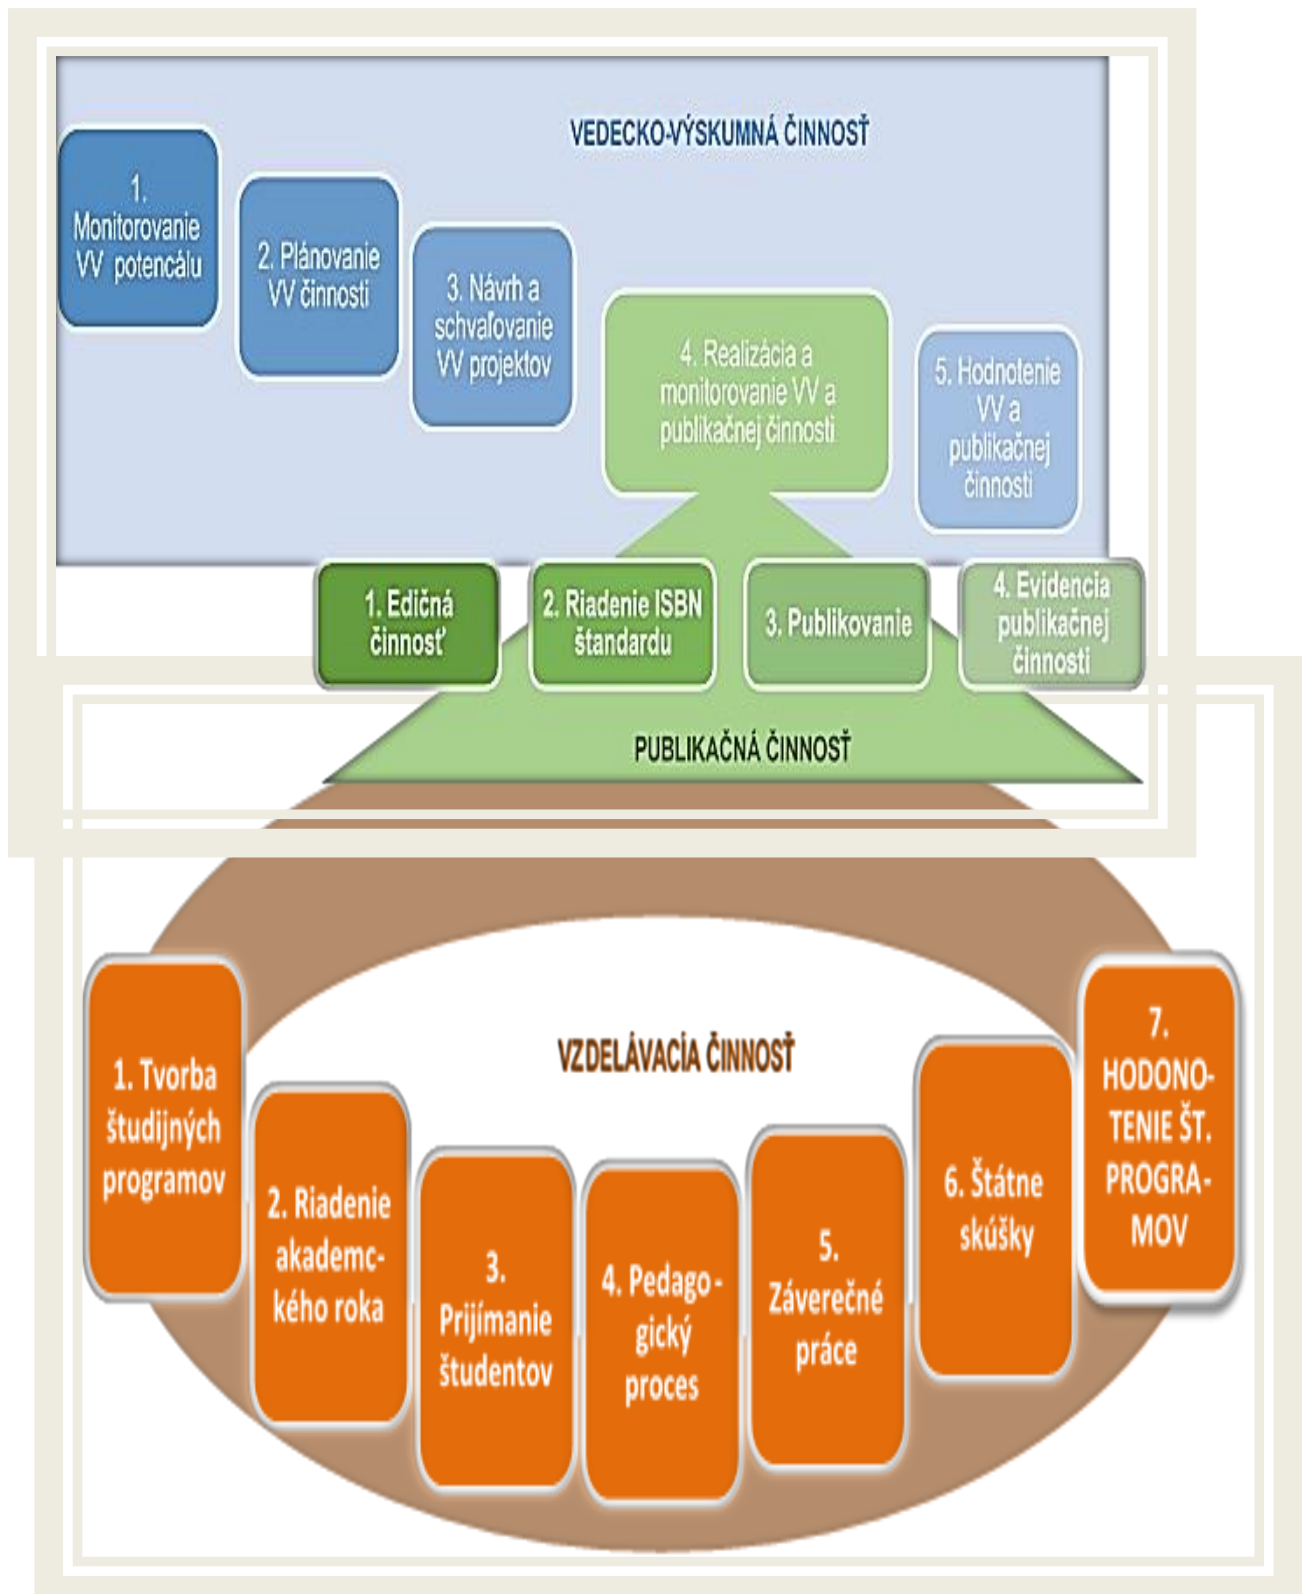 VEDECKO-VÝSKUMNÁ ČINNOSŤ
1.
Monitorovanie
VV potencálu
2. Plánovanie
VV činnosti
3. Návrh a
schvaľovanie
VV projektov
4. Realizácia a
monitorovanie VV a
publikačnej činnosti
5. Hodnotenie
VV a
publikačnej
činnosti
1. Edičná
činnosť
2. Riadenie ISBN
štandardu
3. Publikovanie
4. Evidencia
publikačnej
činnosti
PUBLIKAČNÁ ČINNOSŤ
VZDELÁVACÍA ČINNOSŤ
1. Tvorba
študijných
programov
2. Riadenie
akademc-
kého roka
3.
Prijímanie
študentov
4. Pedago -
gický
proces
5.
Záverečné
práce
6. Štátne
skúšky
7.
HODONO-
TENIE ŠT.
PROGRA-
MOV